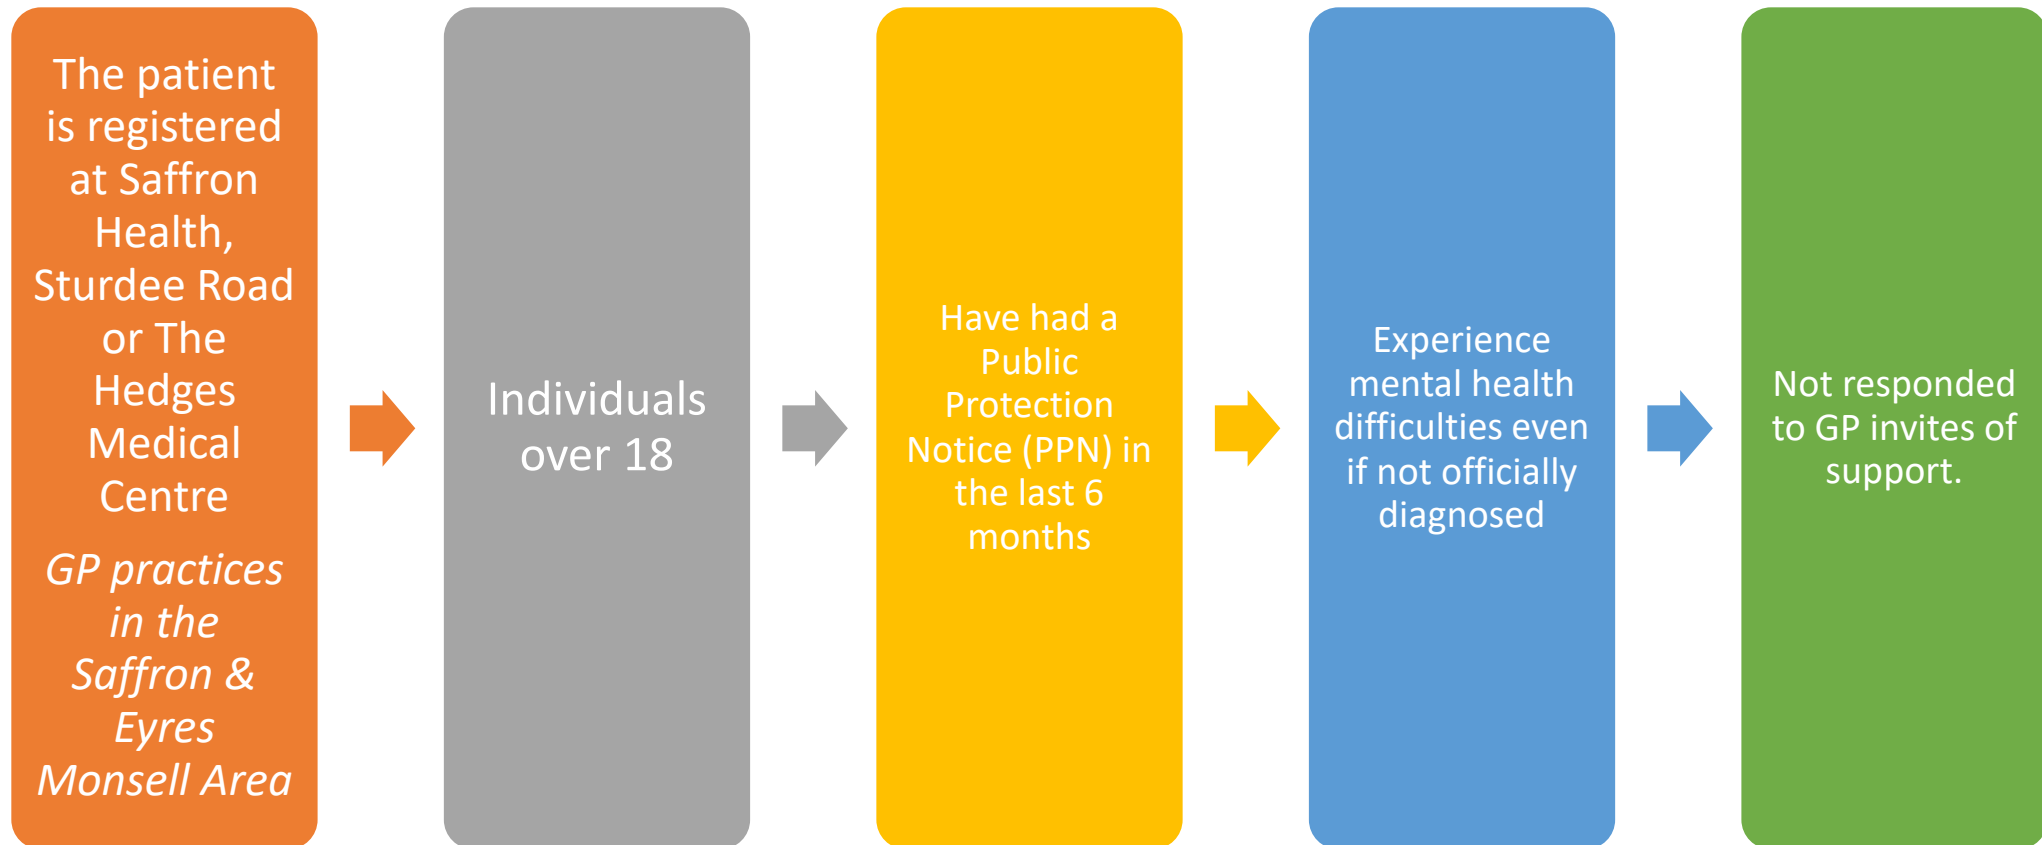 The patient
is registered
at Saffron
Health,
Sturdee Road
or The
Hedges
Medical
Centre
GP practices
in the
Saffron &
Eyres
Monsell Area
Individuals
over 18
Have had a
Public
Protection
Notice (PPN) in
the last 6
months
Experience
mental health
difficulties even
if not officially
diagnosed
Not responded
to GP invites of
support.